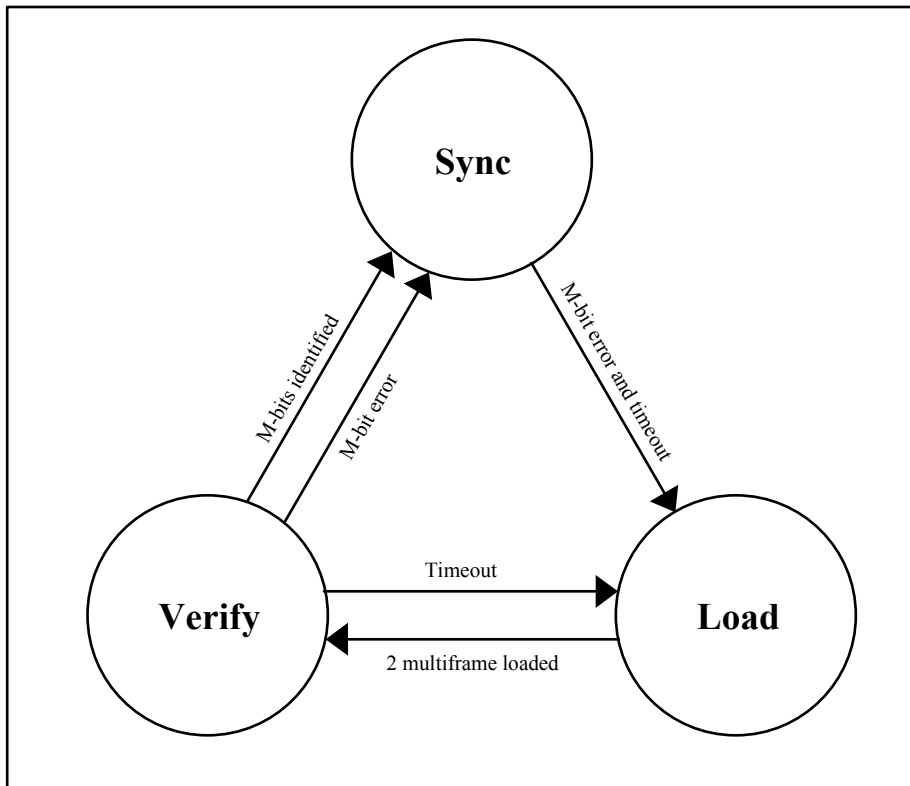 Sync
M-bits identified
M-bit error
M-bit error and timeout
Timeout
Verify
Load
2 multiframe loaded